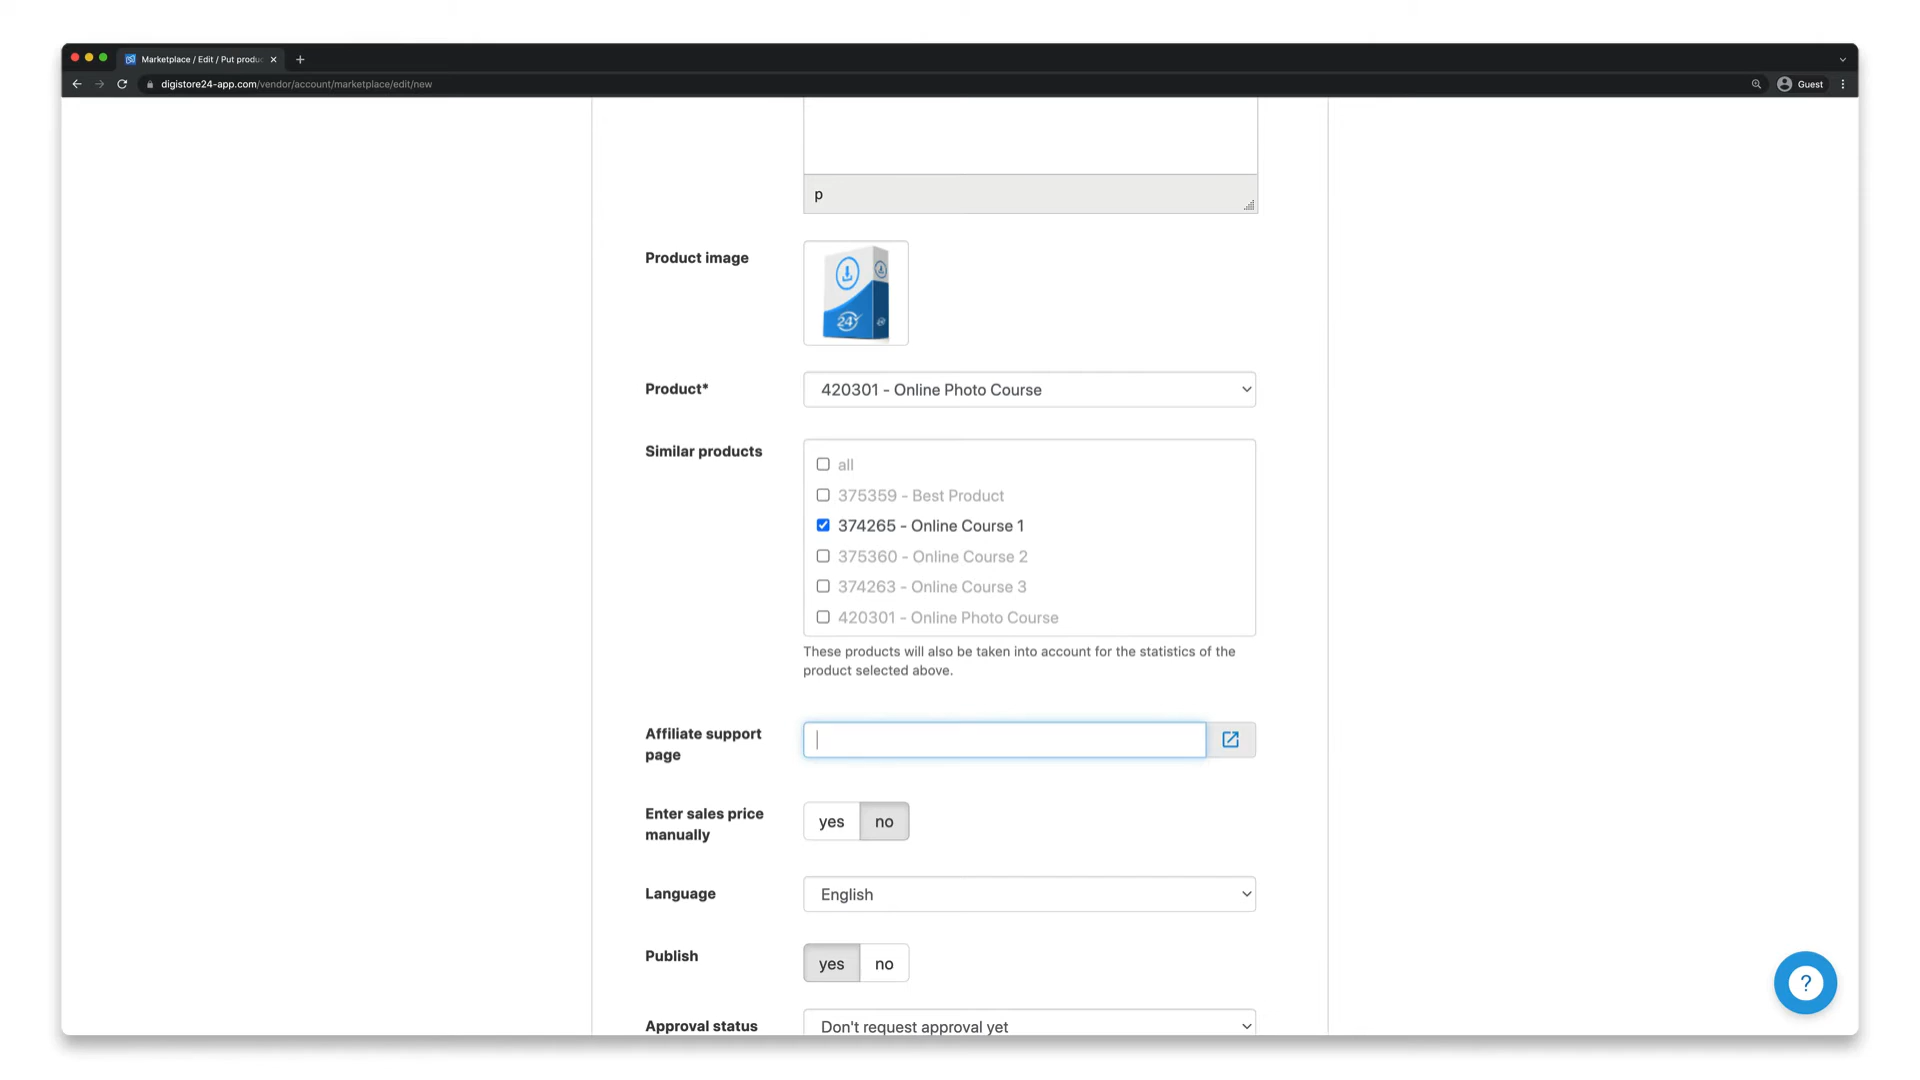 Marketplace / Edit / Put produc
digistore24-app.com/vendor/account/marketplace/edit/new
Guest
p
Product image
24
Product*
420301 - Online Photo Course
Similar products
all
375359 - Best Product
374265 - Online Course 1
375360 - Online Course 2
374263 - Online Course 3
420301 - Online Photo Course
These products will also be taken into account for the statistics of the
product selected above.
Affiliate support
page
Enter sales price
manually
yes
no
Language
English
Publish
yes
no
?
Approval status
Don't request approval yet